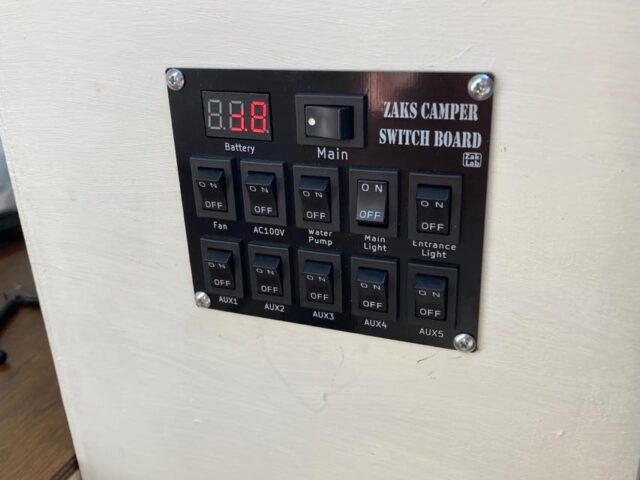 3.8
ZAKS CAMPER
SWITCH BOARD
Zak
Lab
Battery
Main
ON ON ON ON ON
OFF OFF OFF OFF OFF
Fan AC100V Water Pump Main Light Entrance Light
ON ON ON ON ON
OFF OFF OFF OFF OFF
AUX1 AUX2 AUX3 AUX4 AUX5